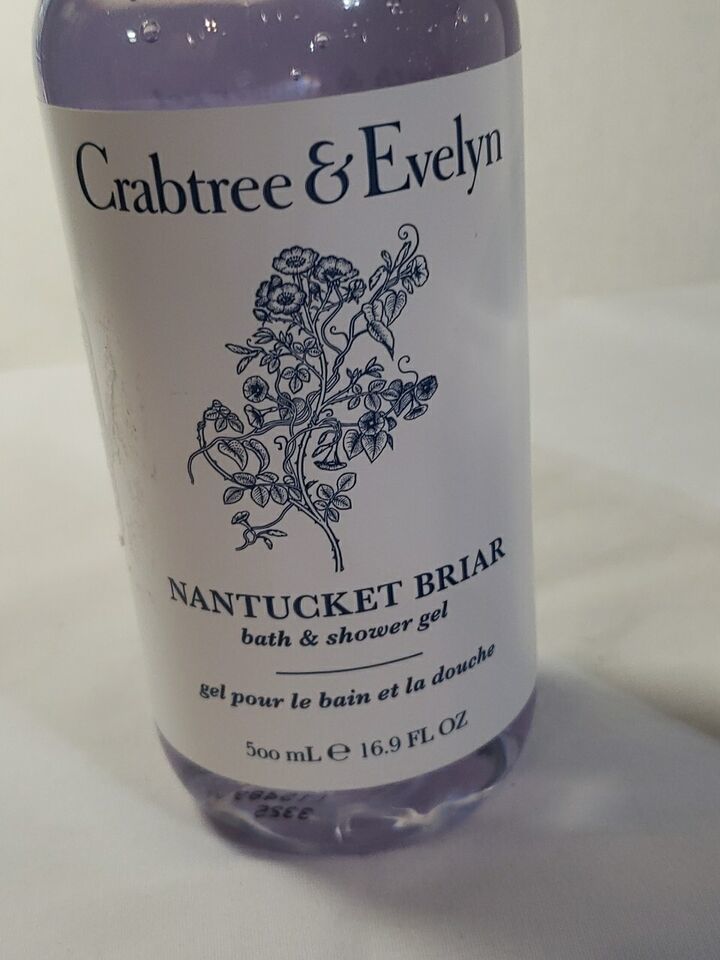 Crabtree & Evelyn
NANTUCKET BRIAR
bath & shower gel
gel pour le bain et la douche
500 mL ℮ 16.9 FL OZ